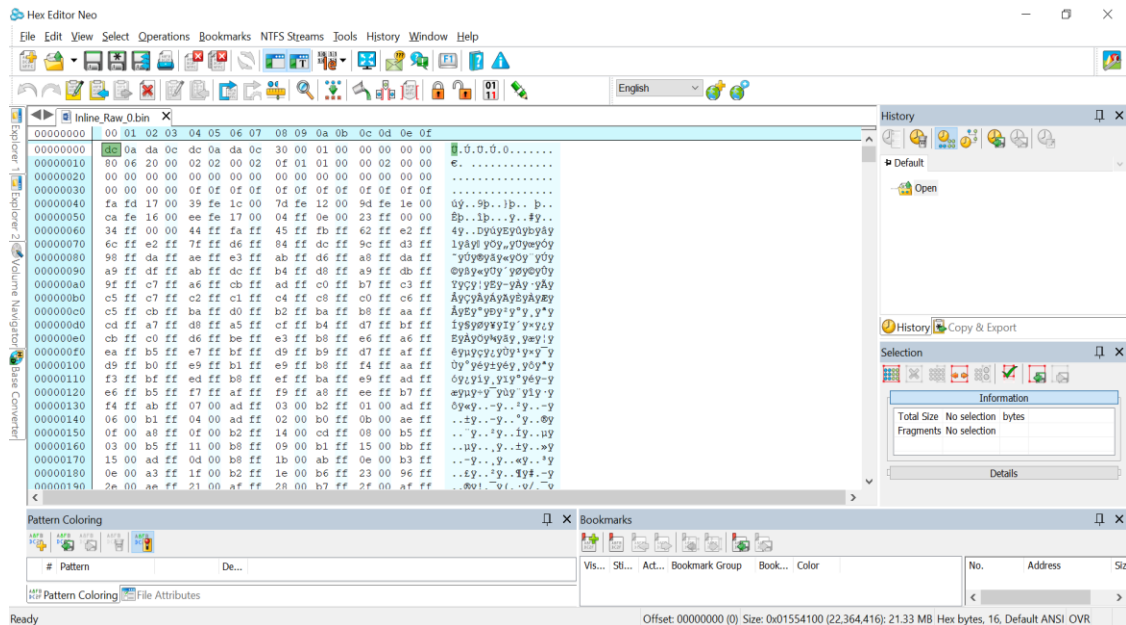 Hex Editor Neo
File Edit View Select Operations Bookmarks NTFS Streams Tools History Window Help
English
Inline_Raw_0.bin
History
Default
Open
History Copy & Export
Selection
Information
Total Size No selection bytes
Fragments No selection
Details
Explorer 1
Explorer 2
Volume Navigator
Base Converter
00000000 00 01 02 03 04 05 06 07 08 09 0a 0b 0c 0d 0e 0f
00000000 dc 0a da 0c dc 0a da 0c 30 00 01 00 00 00 00 00
00000010 80 06 20 00 02 02 00 02 0f 01 01 00 00 02 00 00
00000020 00 00 00 00 00 00 00 00 00 00 00 00 00 00 00 00
00000030 00 00 00 00 0f 0f 0f 0f 0f 0f 0f 0f 0f 0f 0f 0f
00000040 fa fd 17 00 39 fe 1c 00 7d fe 12 00 9d fe 1e 00
00000050 ca fe 16 00 ee fe 17 00 04 ff 0e 00 23 ff 00 00
00000060 34 ff 00 00 44 ff fa ff 45 ff fb ff 62 ff e2 ff
00000070 6c ff e2 ff 7f ff d6 ff 84 ff dc ff 9c ff d3 ff
00000080 98 ff da ff ae ff e3 ff ab ff d6 ff a8 ff da ff
00000090 a9 ff df ff ab ff dc ff b4 ff d8 ff a9 ff db ff
000000a0 9f ff c7 ff a6 ff cb ff ad ff c0 ff b7 ff c3 ff
000000b0 c5 ff c7 ff c2 ff c1 ff c4 ff c8 ff c0 ff c6 ff
000000c0 c5 ff cb ff ba ff d0 ff b2 ff ba ff b8 ff aa ff
000000d0 cd ff a7 ff d8 ff a5 ff cf ff b4 ff d7 ff bf ff
000000e0 cb ff c0 ff d6 ff be ff e3 ff b8 ff e6 ff a6 ff
000000f0 ea ff b5 ff e7 ff bf ff d9 ff b9 ff d7 ff af ff
00000100 d9 ff b0 ff e9 ff b1 ff e9 ff b8 ff f4 ff aa ff
00000110 f3 ff bf ff ed ff b8 ff ef ff ba ff e9 ff ad ff
00000120 e6 ff b5 ff f7 ff af ff f9 ff a8 ff ee ff b7 ff
00000130 f4 ff ab ff 07 00 ad ff 03 00 b2 ff 01 00 ad ff
00000140 06 00 b1 ff 04 00 ad ff 02 00 b0 ff 0b 00 ae ff
00000150 0f 00 a8 ff 0f 00 b2 ff 14 00 cd ff 08 00 b5 ff
00000160 03 00 b5 ff 11 00 b8 ff 09 00 b1 ff 15 00 bb ff
00000170 15 00 ad ff 0d 00 b8 ff 1b 00 ab ff 0e 00 b3 ff
00000180 0e 00 a3 ff 1f 00 b2 ff 1e 00 b6 ff 23 00 96 ff
00000190 2e 00 ae ff 21 00 af ff 28 00 b7 ff 2f 00 af ff
Pattern Coloring
# Pattern De...
Pattern Coloring File Attributes
Bookmarks
Vis... Sti... Act... Bookmark Group Book... Color
No. Address Siz
Ready
Offset: 00000000 (0) Size: 0x01554100 (22,364,416): 21.33 MB Hex bytes, 16, Default ANSI OVR